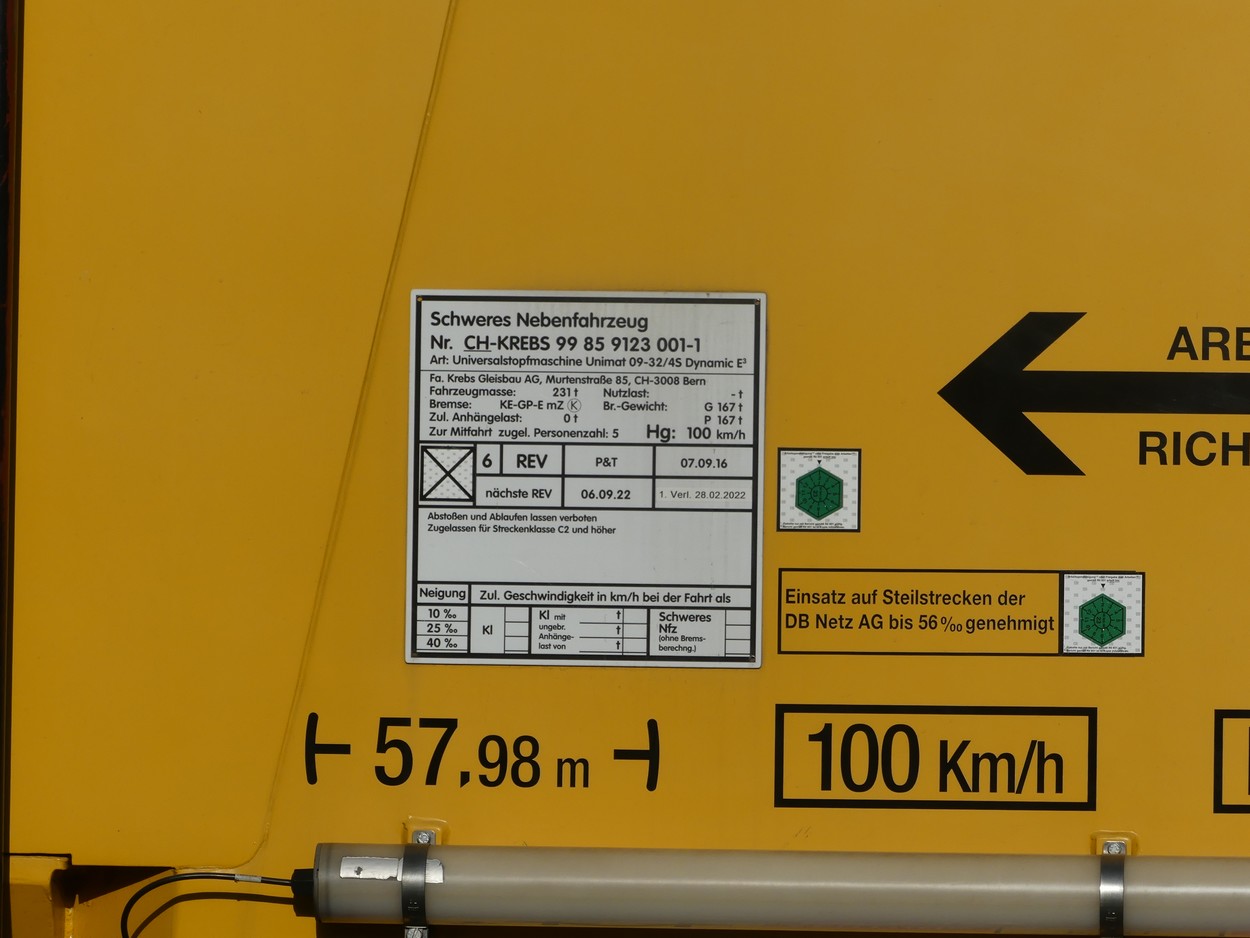 Schweres Nebenfahrzeug
Nr. CH-KREBS 99 85 9123 001-1
Art: Universalstopfmaschine Unimat 09-32/4S Dynamic E³
Fa. Krebs Gleisbau AG, Murtenstraße 85, CH-3008 Bern
Fahrzeugmasse: 231 t Nutzlast: - t
Bremse: KE-GP-E mZ (K) Br.-Gewicht: G 167 t
Zul. Anhängelast: 0 t P 167 t
Zur Mitfahrt zugel. Personenzahl: 5 Hg: 100 km/h
6 REV P&T 07.09.16
nächste REV 06.09.22 1. Verl. 28.02.2022
Abstoßen und Ablaufen lassen verboten
Zugelassen für Streckenklasse C2 und höher
Neigung Zul. Geschwindigkeit in km/h bei der Fahrt als
10 ‰
25 ‰
40 ‰
Kl
Kl mit t
ungebr. t
Anhänge-
last von t
Schweres
Nfz
(ohne Brems-
berechng.)
ARB
RICH
Einsatz auf Steilstrecken der
DB Netz AG bis 56 ‰ genehmigt
57,98 m
100 Km/h